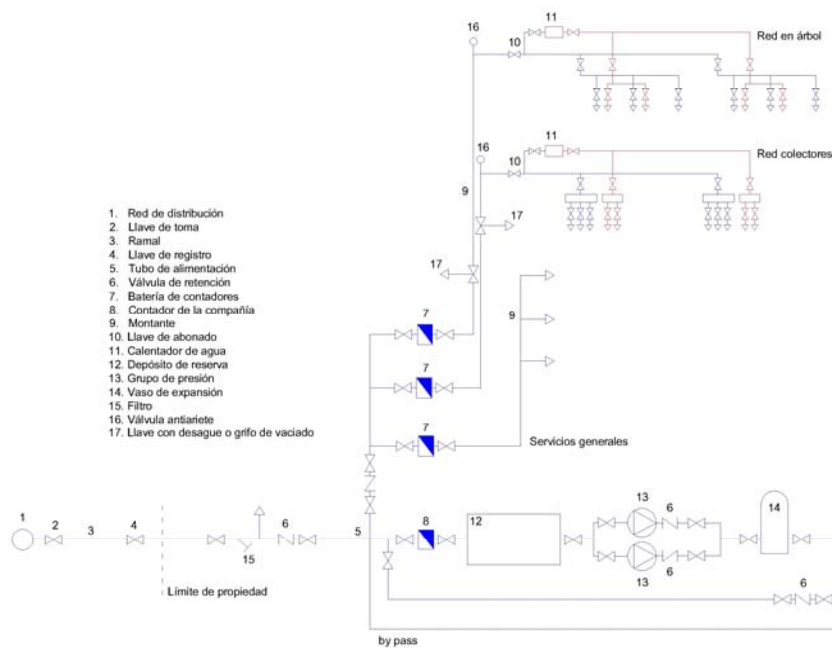 16
11
Red en árbol
10
16
11
Red colectores
10
9
17
17
1. Red de distribución
2. Llave de toma
3. Ramal
4. Llave de registro
5. Tubo de alimentación
6. Válvula de retención
7. Batería de contadores
8. Contador de la compañía
9. Montante
10. Llave de abonado
11. Calentador de agua
12. Depósito de reserva
13. Grupo de presión
14. Vaso de expansión
15. Filtro
16. Válvula antiariete
17. Llave con desague o grifo de vaciado
7
9
7
7
Servicios generales
1
2
3
4
15
6
5
8
12
13
6
14
13
6
6
Límite de propiedad
by pass